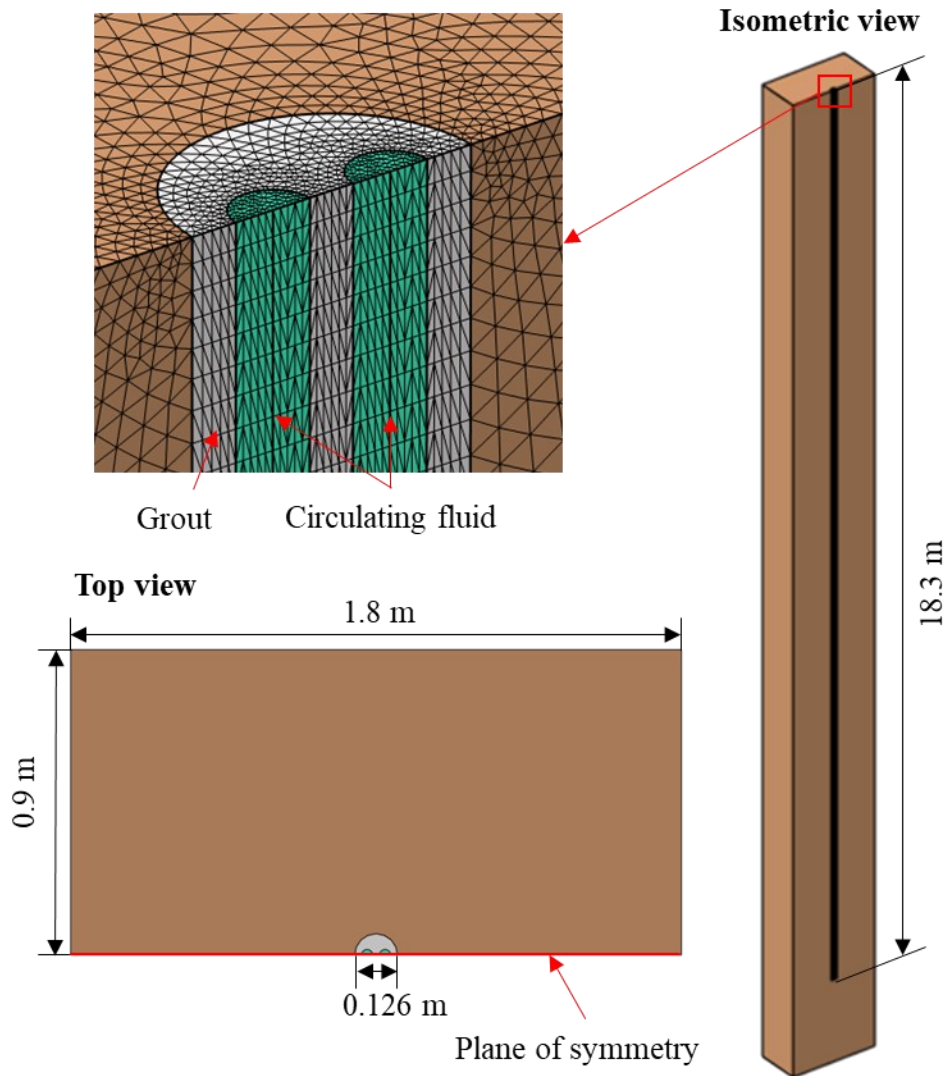 Isometric view
Grout
Circulating fluid
18.3 m
Top view
1.8 m
0.9 m
0.126 m
Plane of symmetry